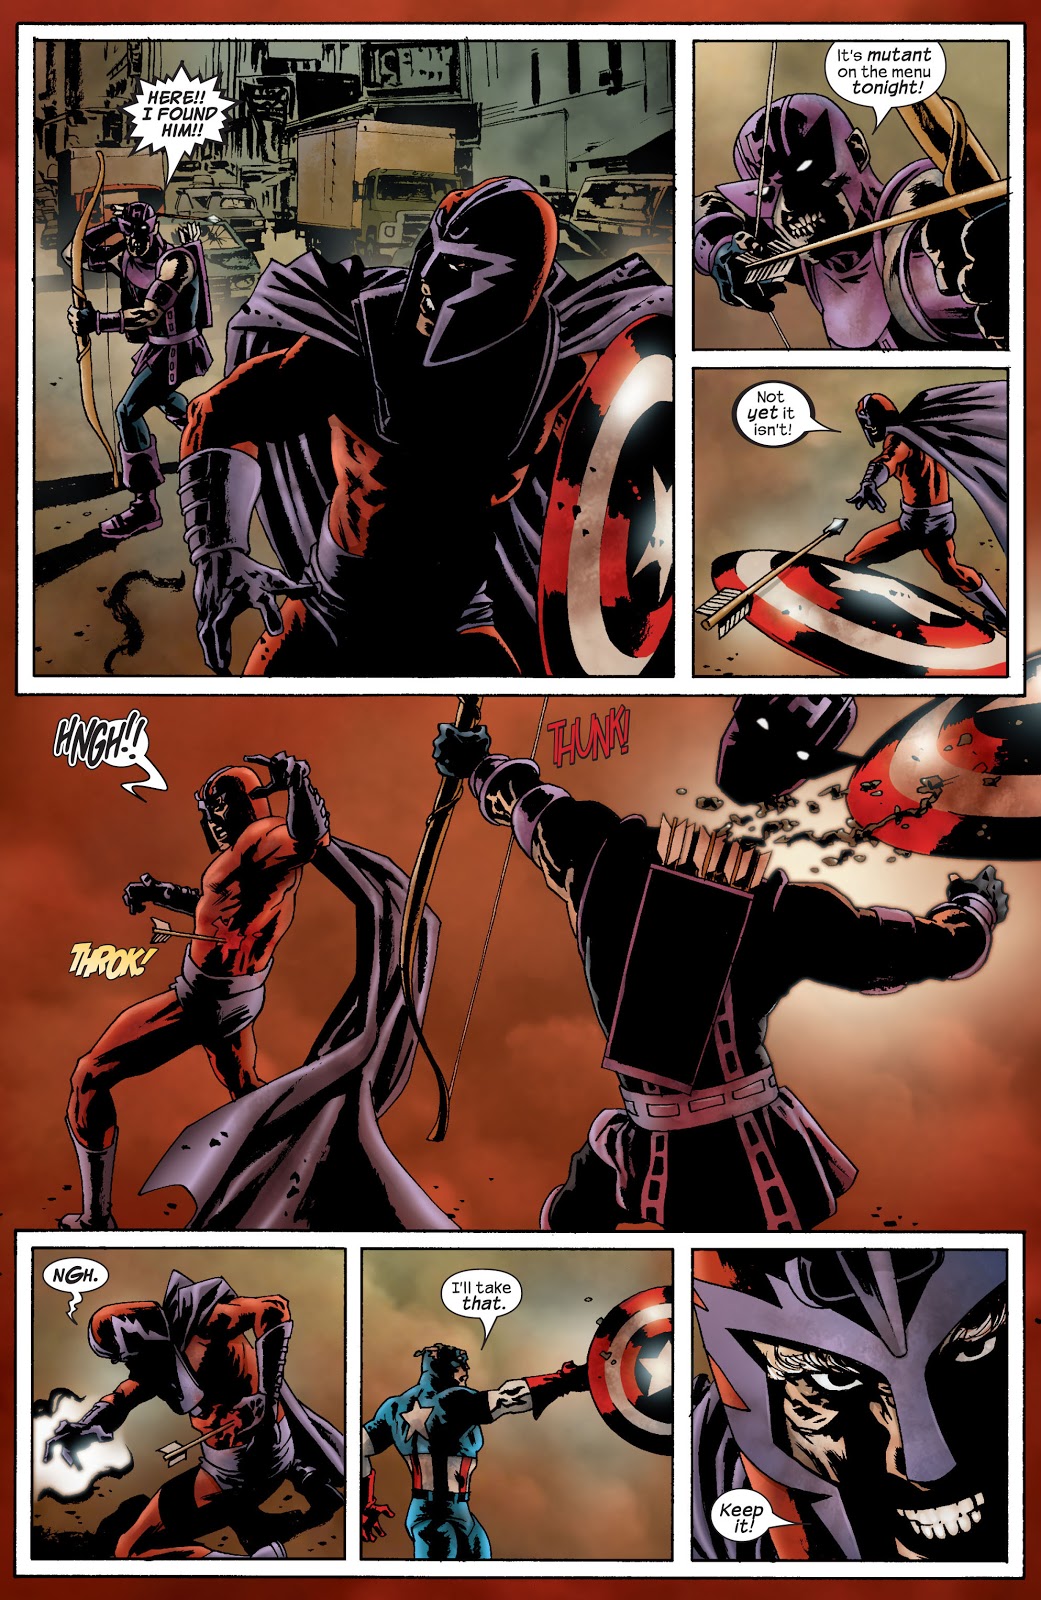 HERE!!
I FOUND
HIM!!
It's mutant
on the menu
tonight!
Not
yet it
isn't!
HNGH!!
THROK!
THUNK!
H
NGH.
I'll take
that.
Keep
it!